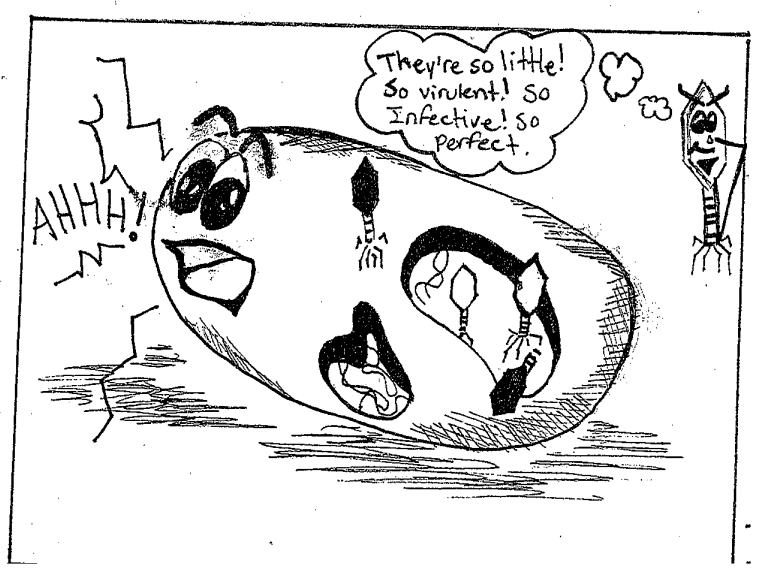 They're so little!
So virulent! So
Infective! So
perfect.
AHHH!